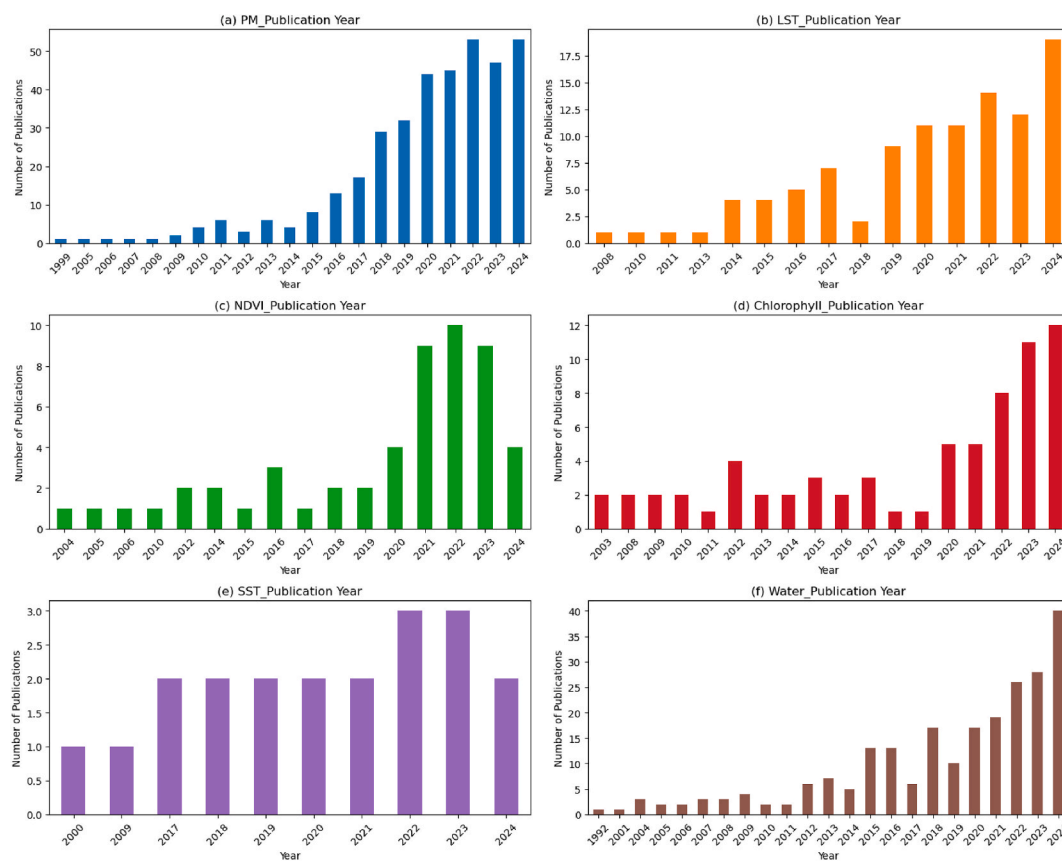 (a) PM_Publication Year
Number of Publications
50
40
30
20
10
0
1999 2005 2006 2007 2008 2009 2010 2011 2012 2013 2014 2015 2016 2017 2018 2019 2020 2021 2022 2023 2024
Year
(b) LST_Publication Year
Number of Publications
17.5
15.0
12.5
10.0
7.5
5.0
2.5
0.0
2008 2010 2011 2013 2014 2015 2016 2017 2018 2019 2020 2021 2022 2023 2024
Year
(c) NDVI_Publication Year
Number of Publications
10
8
6
4
2
0
2004 2005 2006 2010 2012 2014 2015 2016 2017 2018 2019 2020 2021 2022 2023 2024
Year
(d) Chlorophyll_Publication Year
Number of Publications
12
10
8
6
4
2
0
2003 2008 2009 2010 2011 2012 2013 2014 2015 2016 2017 2018 2019 2020 2021 2022 2023 2024
Year
(e) SST_Publication Year
Number of Publications
3.0
2.5
2.0
1.5
1.0
0.5
0.0
2000 2009 2017 2018 2019 2020 2021 2022 2023 2024
Year
(f) Water_Publication Year
Number of Publications
40
35
30
25
20
15
10
5
0
1992 2001 2004 2005 2006 2007 2008 2009 2010 2011 2012 2013 2014 2015 2016 2017 2018 2019 2020 2021 2022 2023
Year